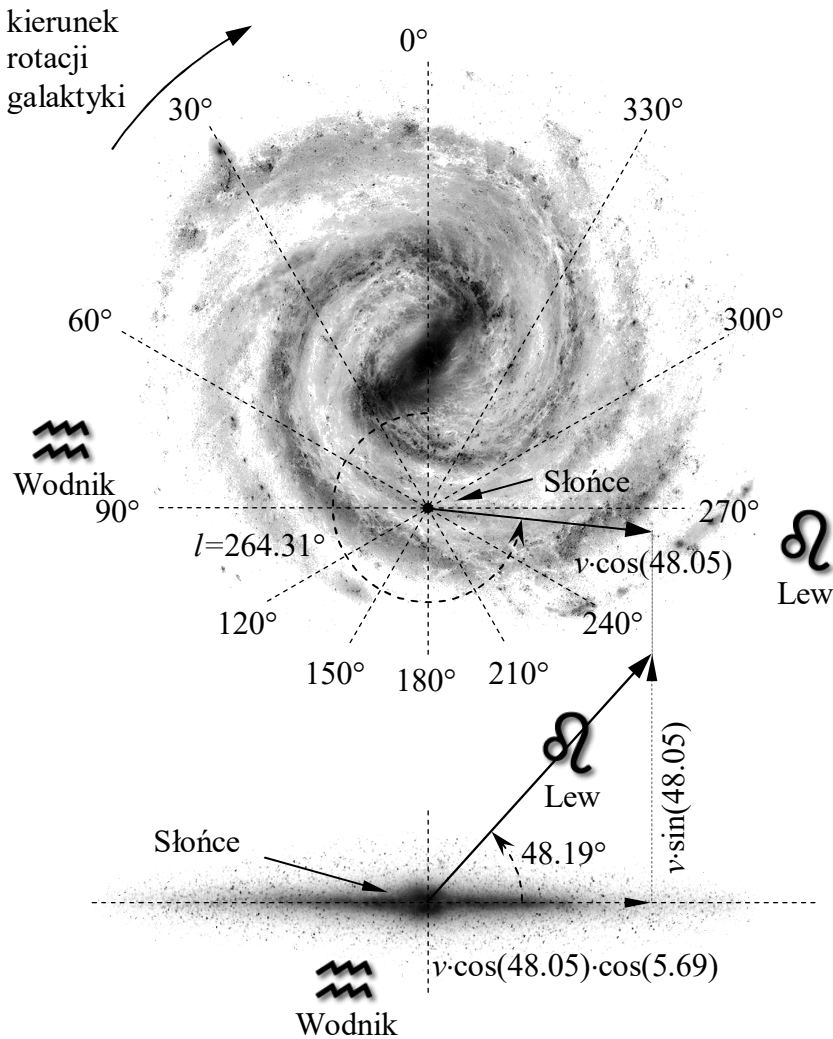 kierunek
rotacji
galaktyki
0°
30°
330°
60°
300°
Wodnik
Słońce
90°
270°
l=264.31°
v·cos(48.05)
Lew
120°
240°
150°
180°
210°
Lew
v·sin(48.05)
Słońce
48.19°
v·cos(48.05)·cos(5.69)
Wodnik